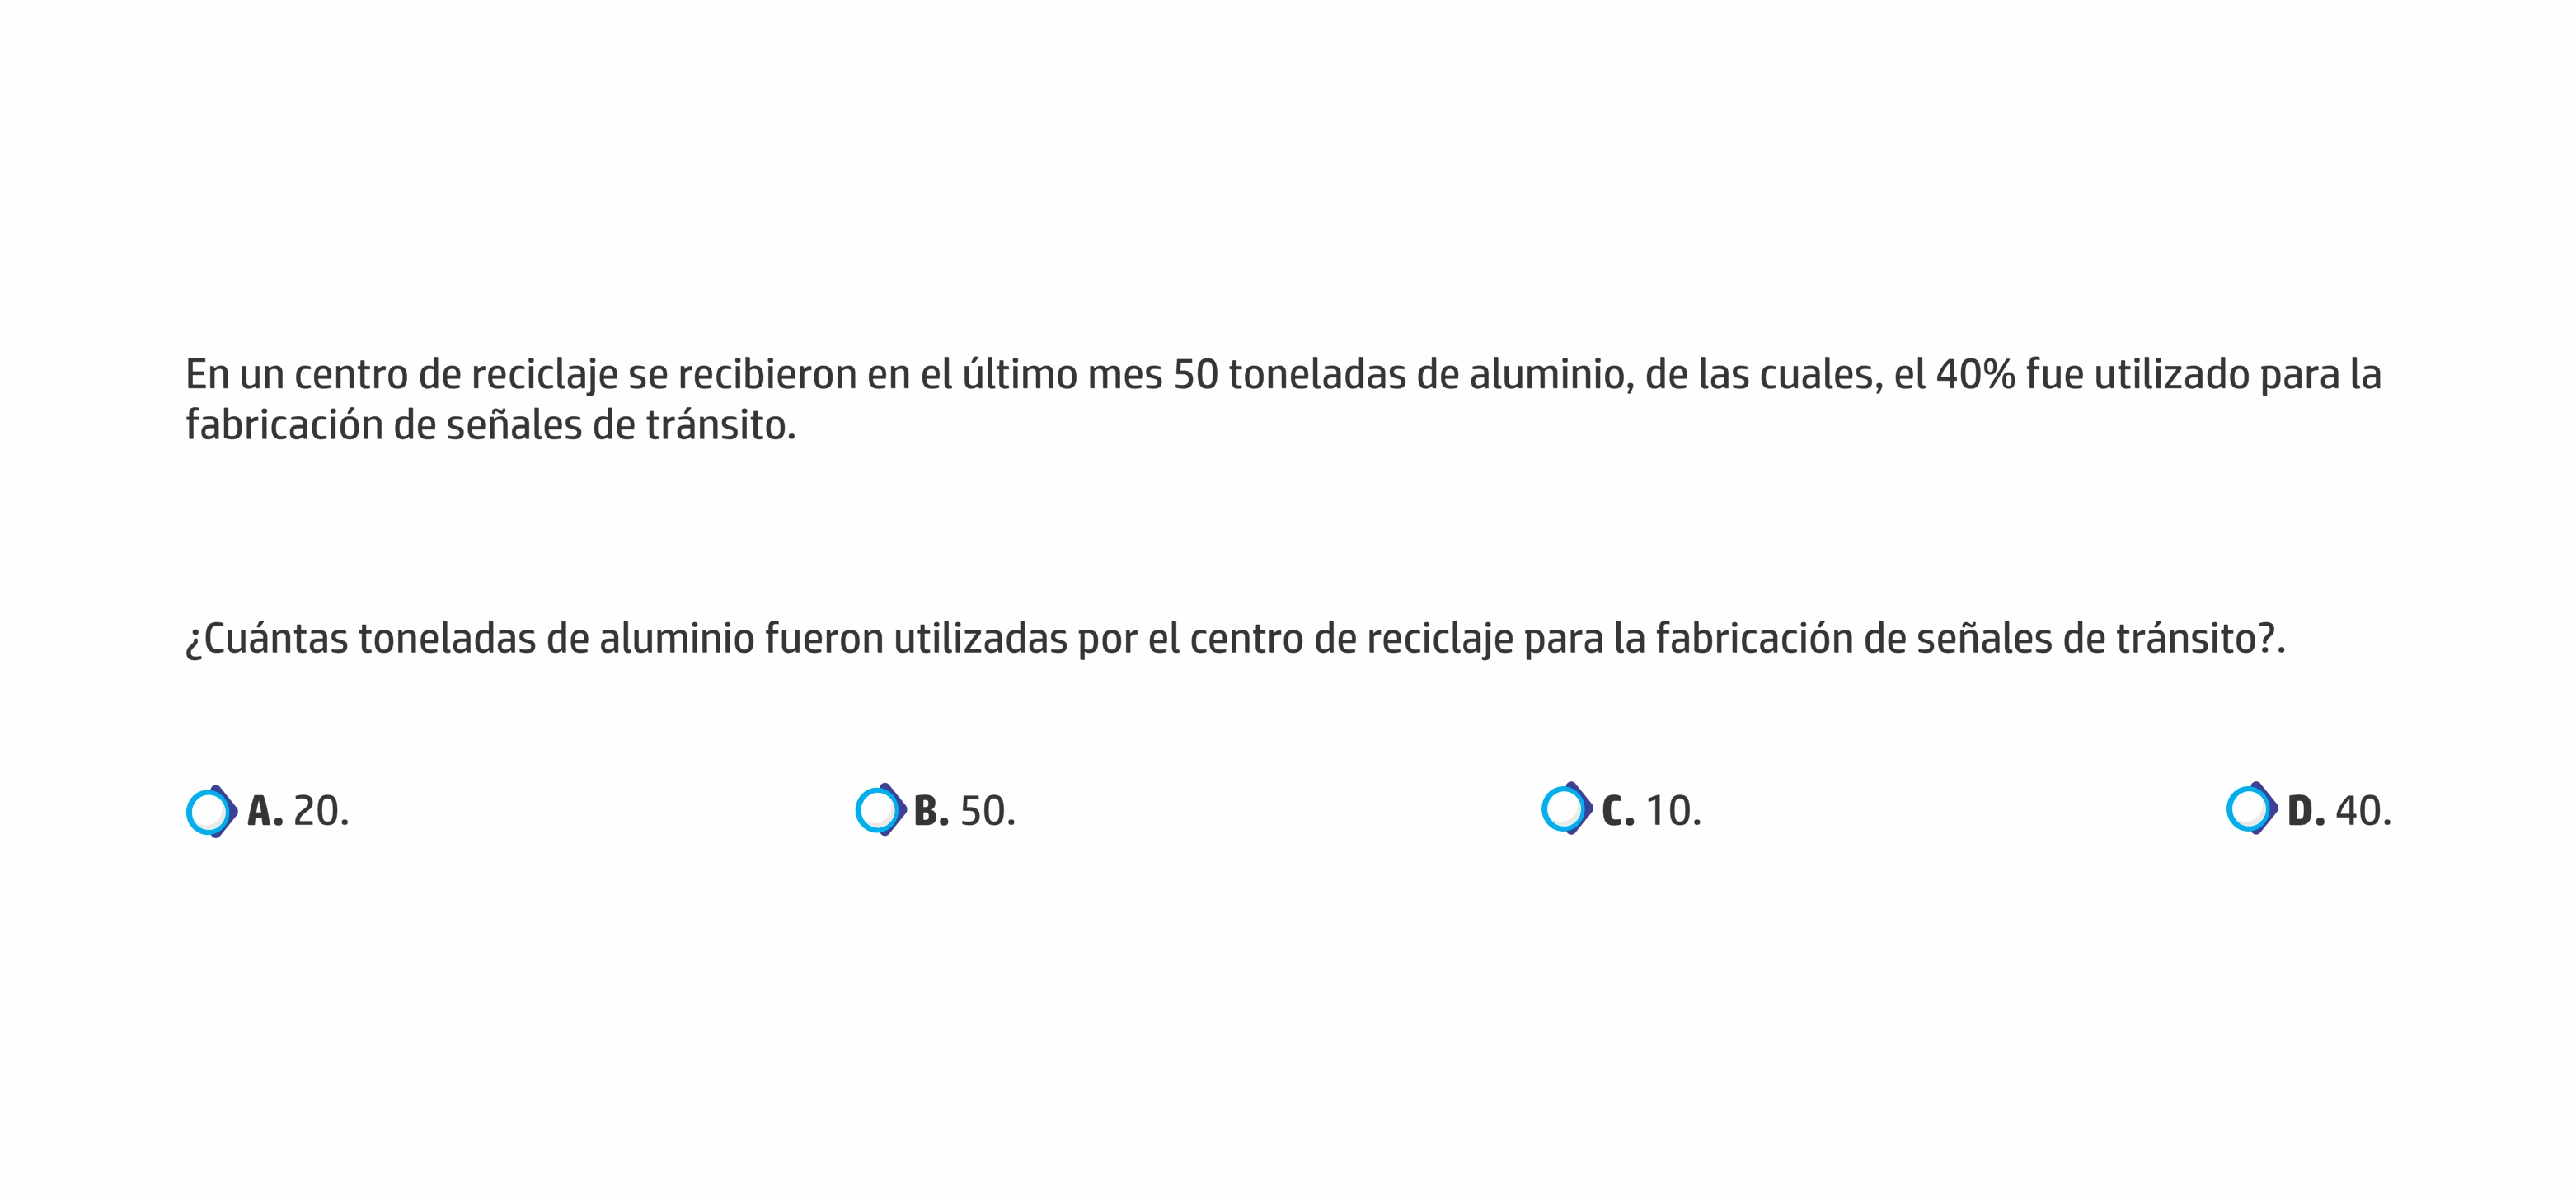 En un centro de reciclaje se recibieron en el último mes 50 toneladas de aluminio, de las cuales, el 40% fue utilizado para la
fabricación de señales de tránsito.
¿Cuántas toneladas de aluminio fueron utilizadas por el centro de reciclaje para la fabricación de señales de tránsito?.
A. 20. B. 50. C. 10. D. 40.